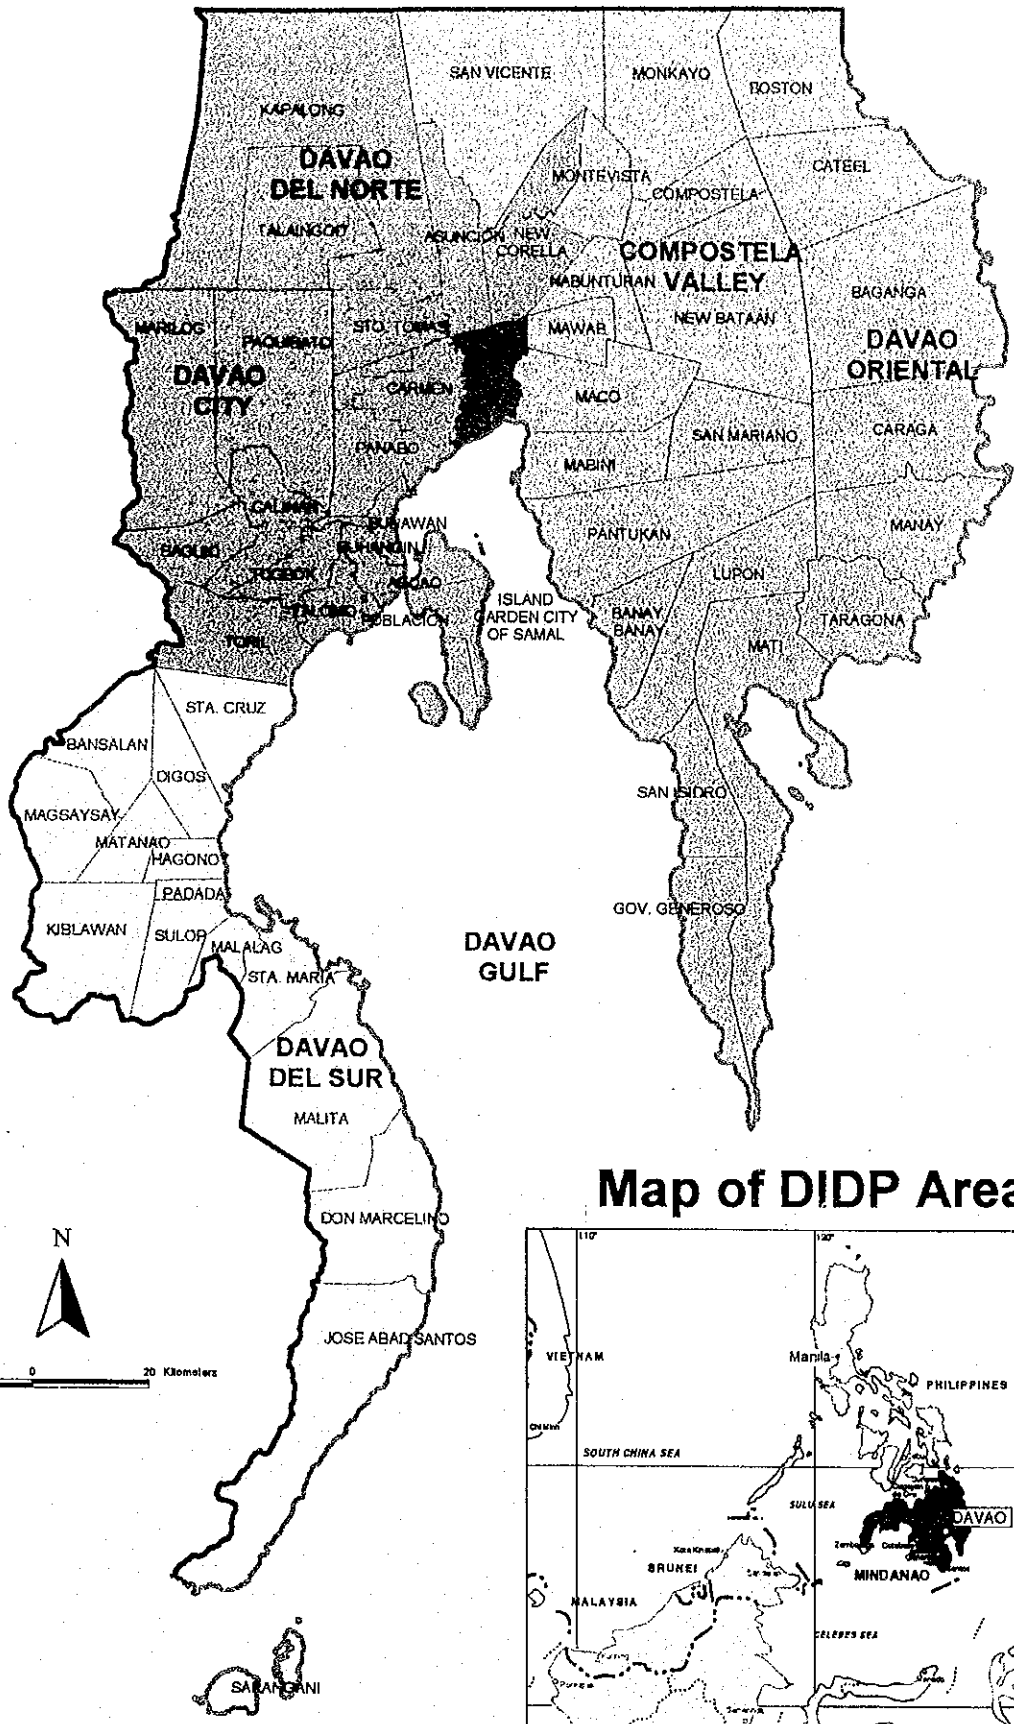 SAN VICENTE
MONKAYO
BOSTON
KAPALONG
DAVAO
DEL NORTE
MONTEVISTA
COMPOSTELA
CATEEL
TALAINGOD
ASUNCION
NEW
CORELLA
COMPOSTELA
VALLEY
NABUNTURAN
BAGANGA
MARILOG
PAQUIBATO
STO. TOMAS
MAWAB
NEW BATAAN
DAVAO
ORIENTAL
DAVAO
CITY
CARMEN
MACO
SAN MARIANO
CARAGA
PANABO
MABINI
CALINAN
BUNAWAN
PANTUKAN
MANAY
BAGUIO
BUHANGIN
TUGBOK
AGDAO
LUPON
ISLAND
GARDEN CITY
OF SAMAL
TALOMO
POBLACION
BANAY
BANAY
TARAGONA
TORIL
MATI
STA. CRUZ
BANSALAN
DIGOS
SAN ISIDRO
MAGSAYSAY
MATANAO
HAGONO
PADADA
GOV. GENEROSO
KIBLAWAN
SULOP
MALALAG
DAVAO
GULF
STA. MARIA
DAVAO
DEL SUR
MALITA
Map of DIDP Area
DON MARCELINO
N
110°
120°
JOSE ABAD SANTOS
VIETNAM
Manila
0
20 Kilometers
PHILIPPINES
SOUTH CHINA SEA
SULU SEA
DAVAO
BRUNEI
MINDANAO
MALAYSIA
CELEBES SEA
SARANGANI